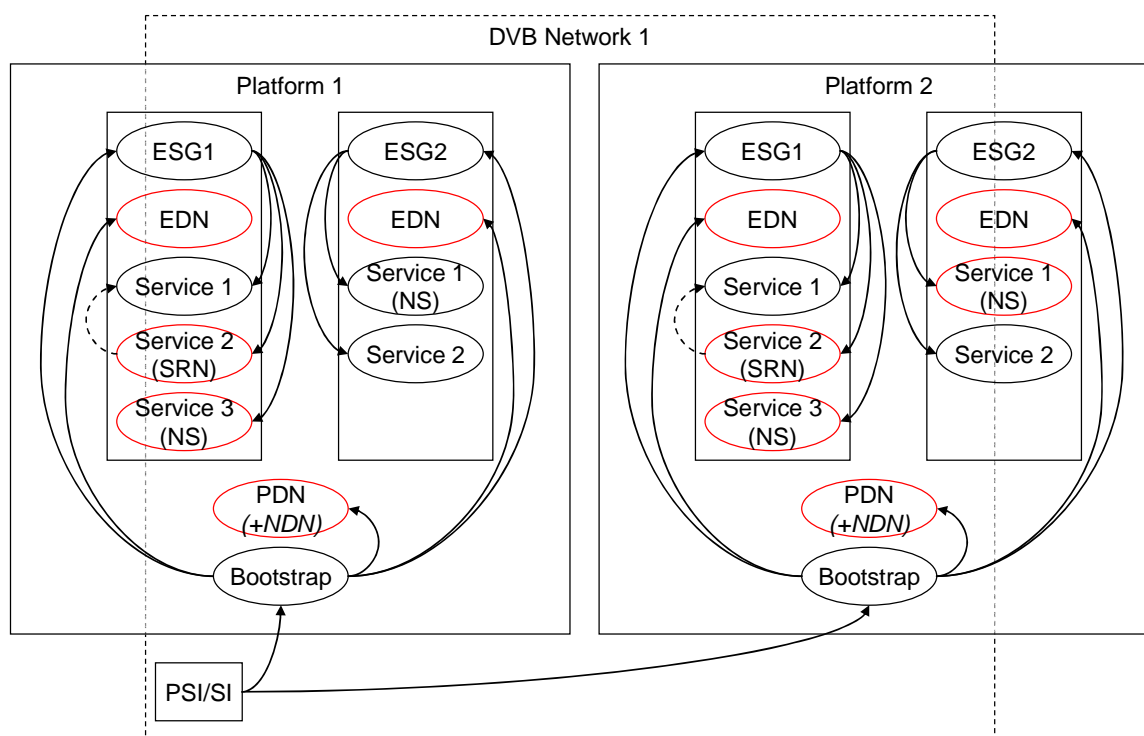 DVB Network 1
Platform 1
ESG1
EDN
Service 1
Service 2
(SRN)
Service 3
(NS)
ESG2
EDN
Service 1
(NS)
Service 2
PDN
(+NDN)
Bootstrap
Platform 2
ESG1
EDN
Service 1
Service 2
(SRN)
Service 3
(NS)
ESG2
EDN
Service 1
(NS)
Service 2
PDN
(+NDN)
Bootstrap
PSI/SI